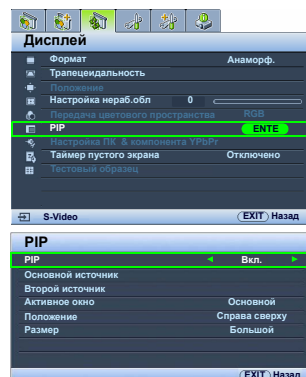 Дисплей
Формат Анаморф.
Трапецеидальность
Положение
Настройка нераб.обл 0
Передача цветового пространства RGB
PIP ENTE
Настройка ПК & компонента YPbPr
Таймер пустого экрана Отключено
Тестовый образец
S-Video EXIT Назад
PIP
PIP Вкл.
Основной источник
Второй источник
Активное окно Основной
Положение Справа сверху
Размер Большой
EXIT Назад